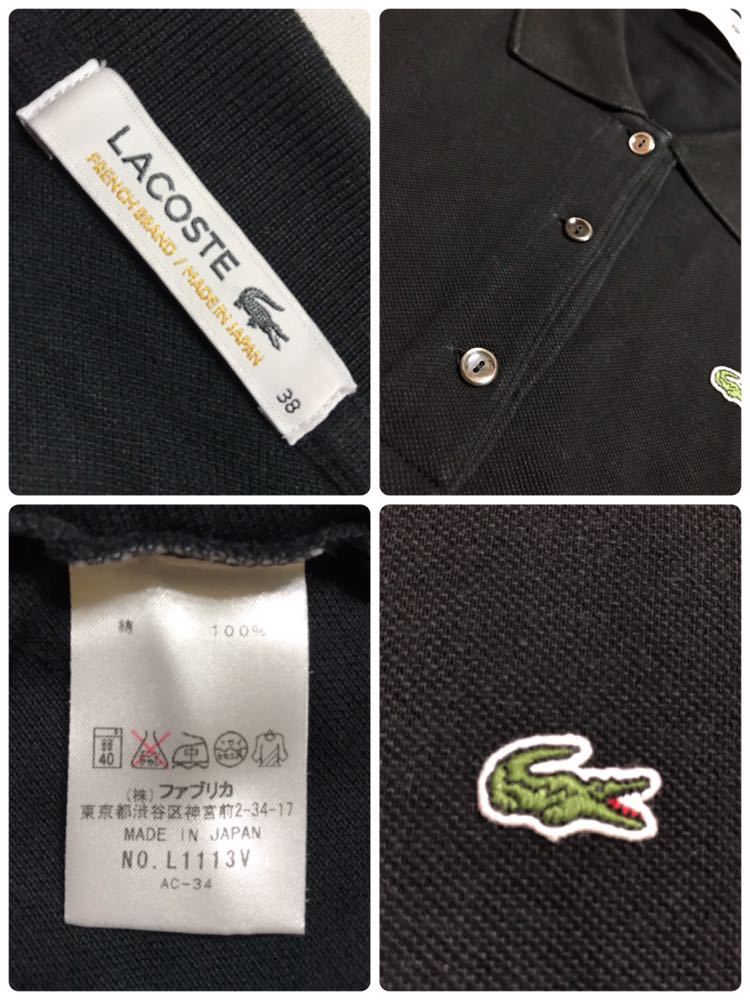 LACOSTE
FRENCH BRAND / MADE IN JAPAN
38
綿 100%
40
中
(株) ファブリカ
東京都渋谷区神宮前2-34-17
MADE IN JAPAN
NO. L1113V
AC-34